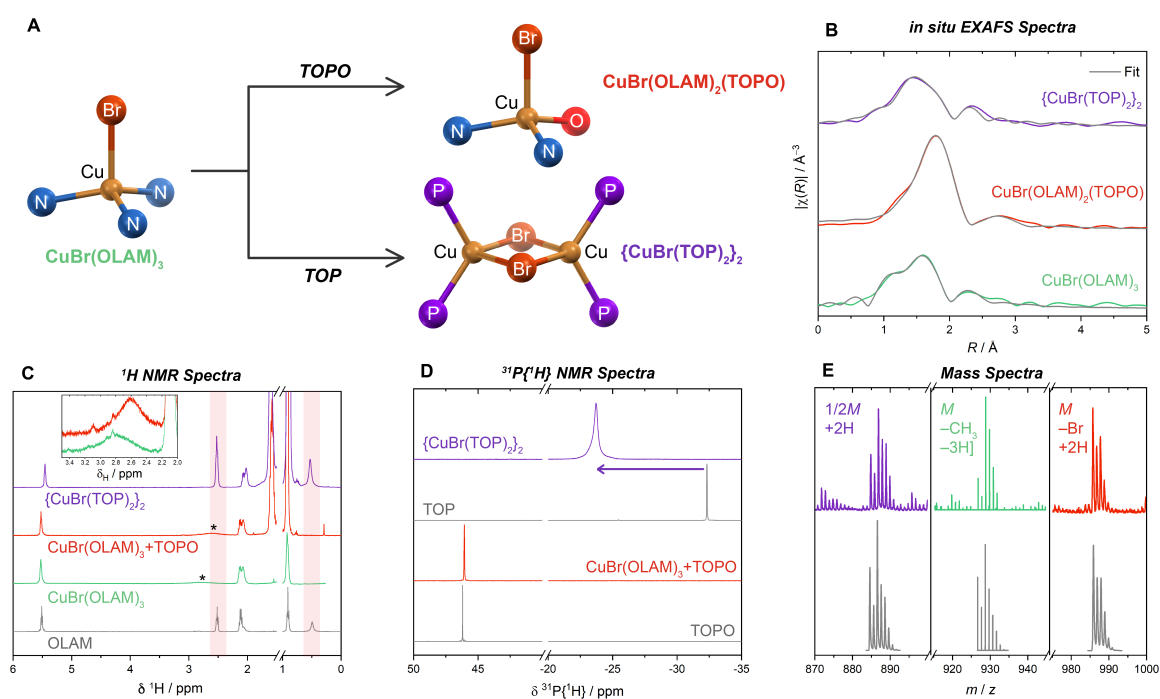 A
TOPO
TOP
Br
Cu
N
N
N
CuBr(OLAM)₃
Br
Cu
N
N
O
CuBr(OLAM)₂(TOPO)
P
P
Cu
Br
Br
Cu
P
P
{CuBr(TOP)₂}₂
B
in situ EXAFS Spectra
Fit
{CuBr(TOP)₂}₂
CuBr(OLAM)₂(TOPO)
CuBr(OLAM)₃
|χ(R)| / Å⁻³
0 1 2 3 4 5
R / Å
C
¹H NMR Spectra
3.4 3.2 3.0 2.8 2.6 2.4 2.2 2.0
δH / ppm
{CuBr(TOP)₂}₂
*
CuBr(OLAM)₃+TOPO
*
CuBr(OLAM)₃
OLAM
6 5 4 3 2 1 0
δ ¹H / ppm
D
³¹P{¹H} NMR Spectra
{CuBr(TOP)₂}₂
TOP
CuBr(OLAM)₃+TOPO
TOPO
50 45 -20 -25 -30 -35
δ ³¹P{¹H} / ppm
E
Mass Spectra
1/2M
+2H
M
–CH₃
–3H]
M
–Br
+2H
870 880 890 920 940 980 990 1000
m / z